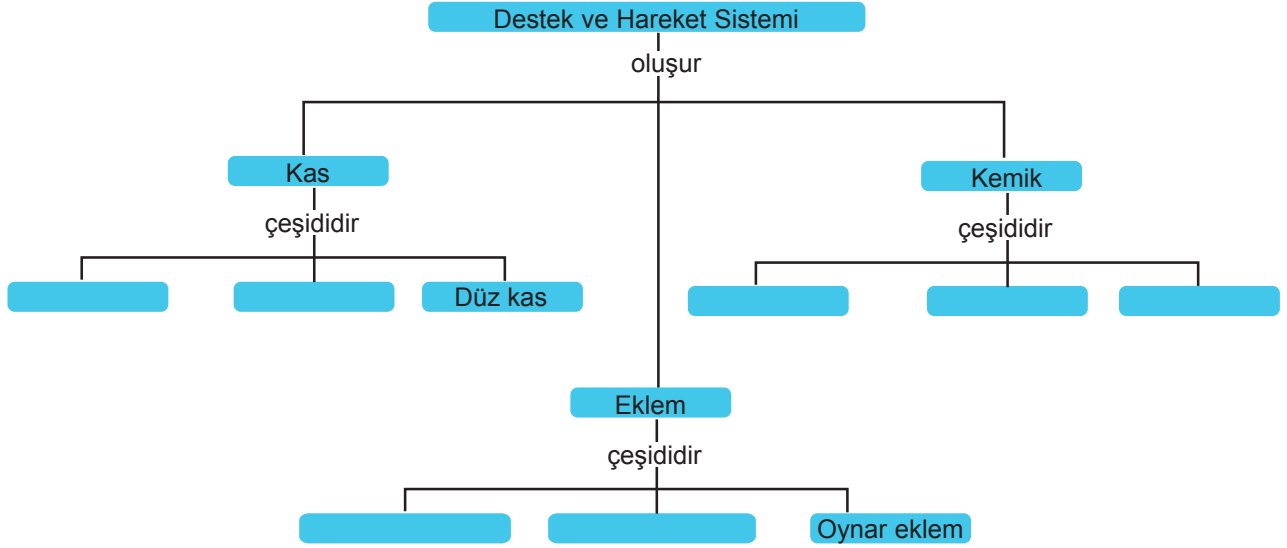 Destek ve Hareket Sistemi
oluşur
Kas
Kemik
çeşididir
çeşididir
Düz kas
Eklem
çeşididir
Oynar eklem